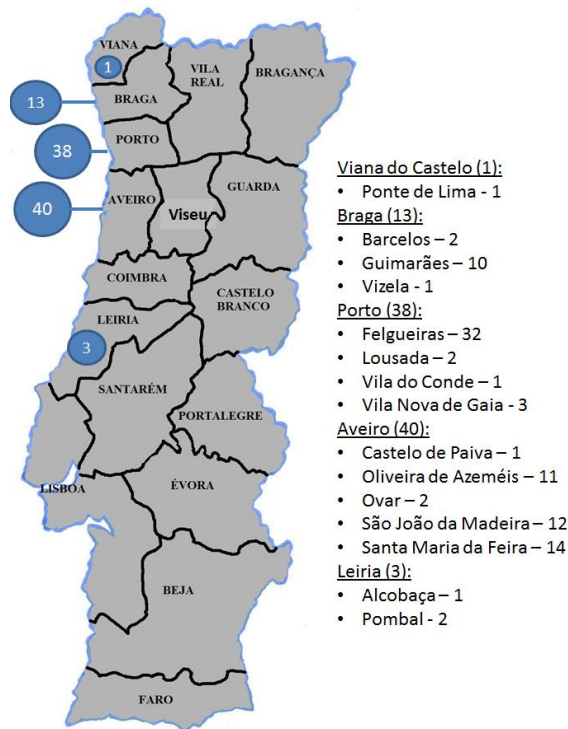 VIANA
1
VILA
REAL
BRAGANÇA
13
BRAGA
PORTO
38
AVEIRO
40
Viseu
GUARDA
COIMBRA
CASTELO
BRANCO
LEIRIA
3
SANTARÉM
PORTALEGRE
LISBOA
ÉVORA
BEJA
FARO
Viana do Castelo (1):
• Ponte de Lima - 1
Braga (13):
• Barcelos – 2
• Guimarães – 10
• Vizela - 1
Porto (38):
• Felgueiras – 32
• Lousada – 2
• Vila do Conde – 1
• Vila Nova de Gaia - 3
Aveiro (40):
• Castelo de Paiva – 1
• Oliveira de Azeméis – 11
• Ovar – 2
• São João da Madeira – 12
• Santa Maria da Feira – 14
Leiria (3):
• Alcobaça – 1
• Pombal - 2